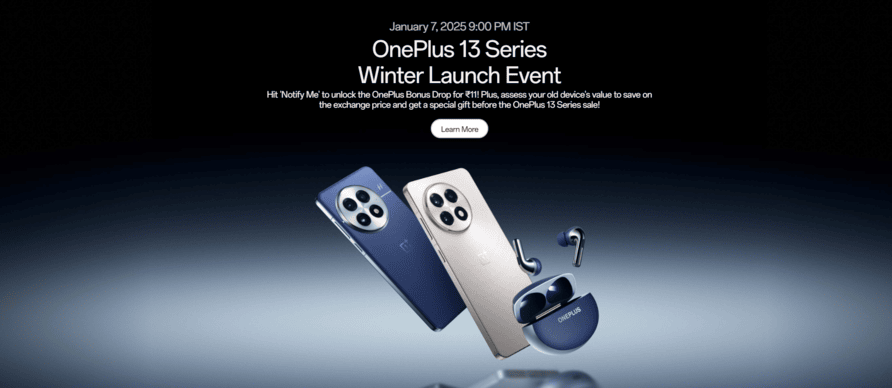 January 7, 2025 9:00 PM IST
OnePlus 13 Series
Winter Launch Event
Hit 'Notify Me' to unlock the OnePlus Bonus Drop for ₹11! Plus, assess your old device's value to save on
the exchange price and get a special gift before the OnePlus 13 Series sale!
Learn More
ONEPLUS